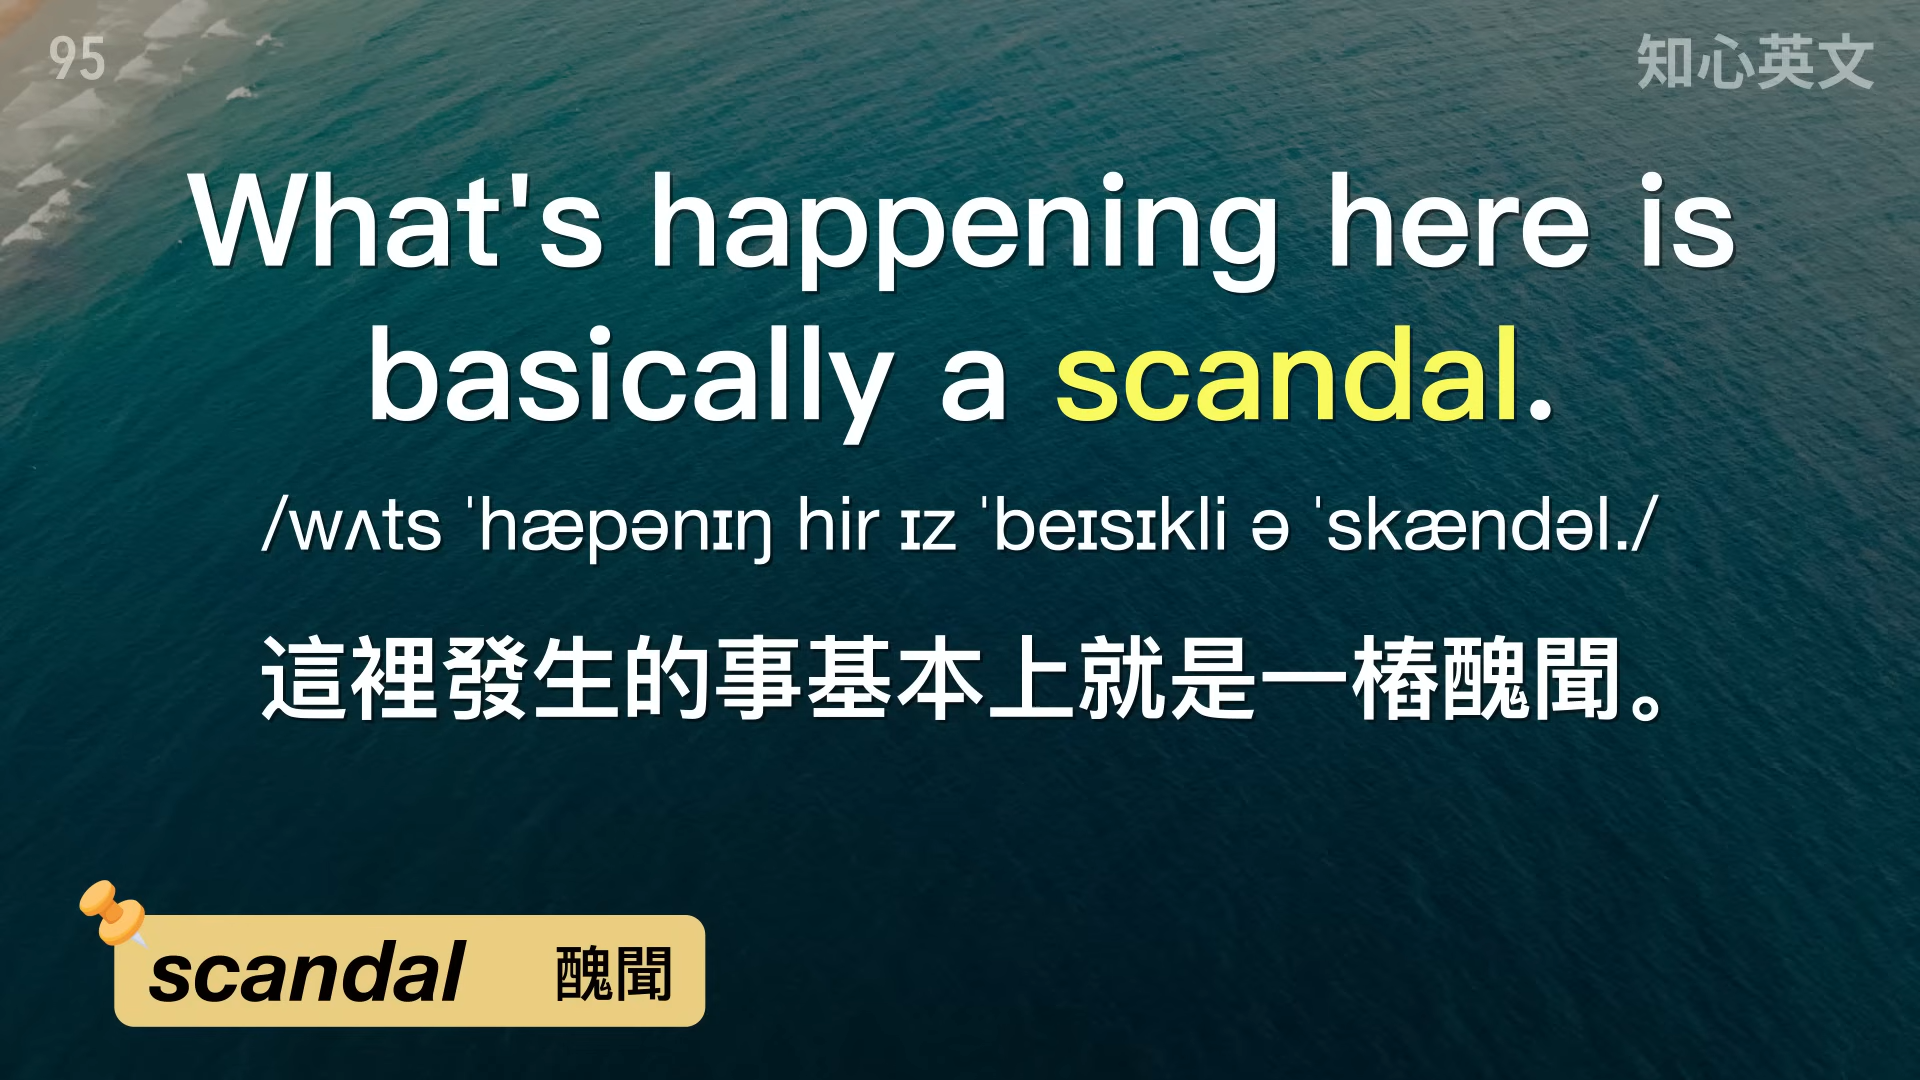 95
知心英文
What's happening here is
basically a scandal.
/wʌts ˈhæpənɪŋ hir ɪz ˈbeɪsɪkli ə ˈskændəl./
這裡發生的事基本上就是一樁醜聞。
scandal 醜聞